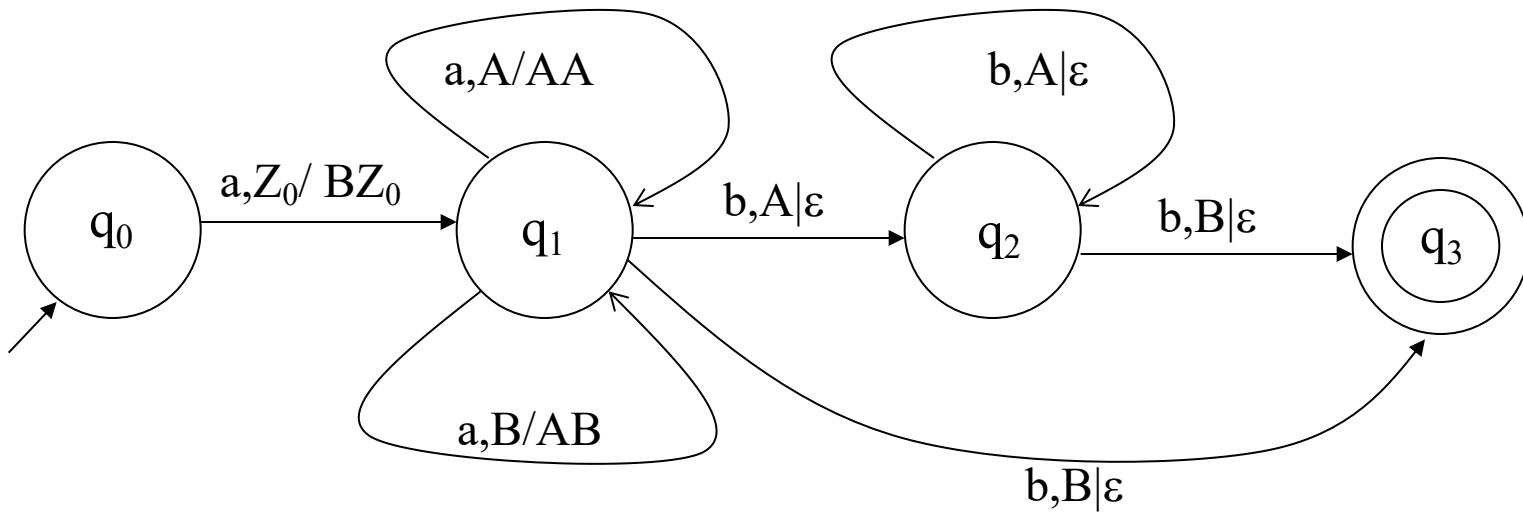 a,A/AA
b,A|ε
a,Z₀/ BZ₀
b,A|ε
b,B|ε
q₀
q₁
q₂
q₃
a,B/AB
b,B|ε